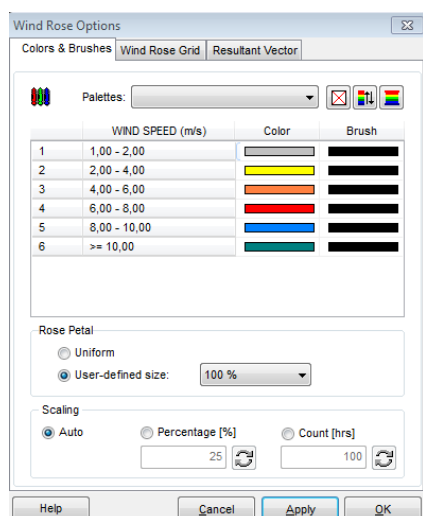 Wind Rose Options
Colors & Brushes Wind Rose Grid Resultant Vector
Palettes:
WIND SPEED (m/s) Color Brush
1 1,00 - 2,00
2 2,00 - 4,00
3 4,00 - 6,00
4 6,00 - 8,00
5 8,00 - 10,00
6 >= 10,00
Rose Petal
Uniform
User-defined size: 100 %
Scaling
Auto Percentage [%] Count [hrs]
25 100
Help Cancel Apply OK